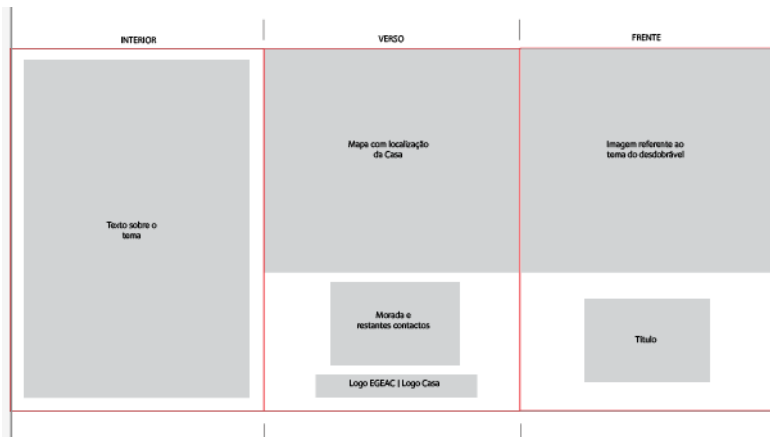 INTERIOR
VERSO
FRENTE
Texto sobre o
tema
Mapa com localização
da Casa
Morada e
restantes contactos
Logo EGEAC | Logo Casa
Imagem referente ao
tema do desdobrável
Título